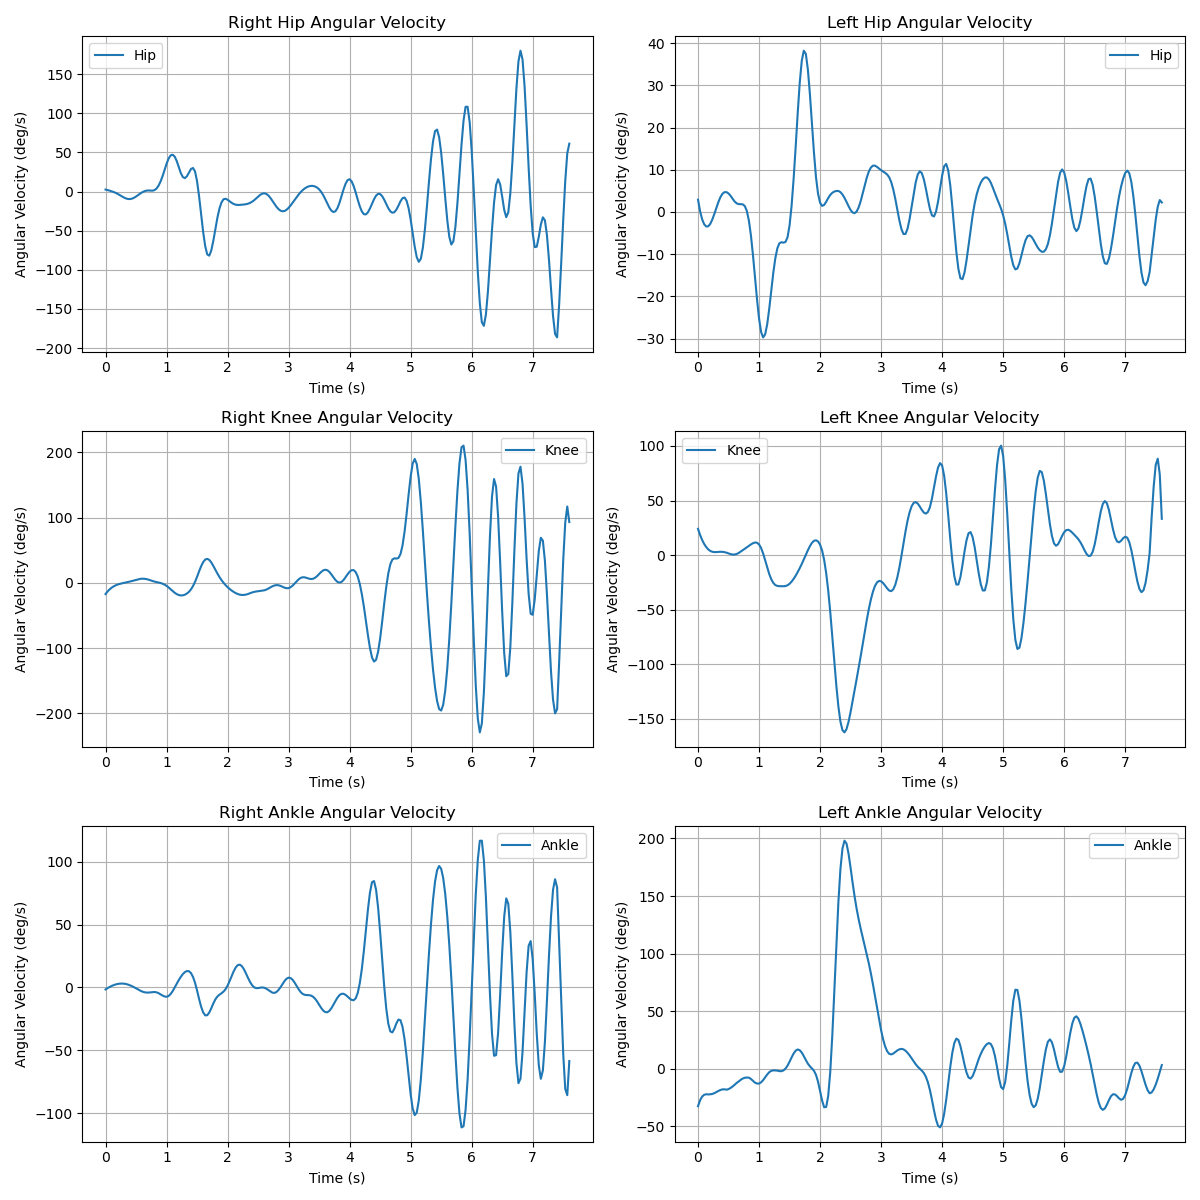 Right Hip Angular Velocity
Hip
Angular Velocity (deg/s)
150
100
50
0
−50
−100
−150
−200
0 1 2 3 4 5 6 7
Time (s)
Left Hip Angular Velocity
Hip
Angular Velocity (deg/s)
40
30
20
10
0
−10
−20
−30
0 1 2 3 4 5 6 7
Time (s)
Right Knee Angular Velocity
Knee
Angular Velocity (deg/s)
200
100
0
−100
−200
0 1 2 3 4 5 6 7
Time (s)
Left Knee Angular Velocity
Knee
Angular Velocity (deg/s)
100
50
0
−50
−100
−150
0 1 2 3 4 5 6 7
Time (s)
Right Ankle Angular Velocity
Ankle
Angular Velocity (deg/s)
100
50
0
−50
−100
0 1 2 3 4 5 6 7
Time (s)
Left Ankle Angular Velocity
Ankle
Angular Velocity (deg/s)
200
150
100
50
0
−50
0 1 2 3 4 5 6 7
Time (s)